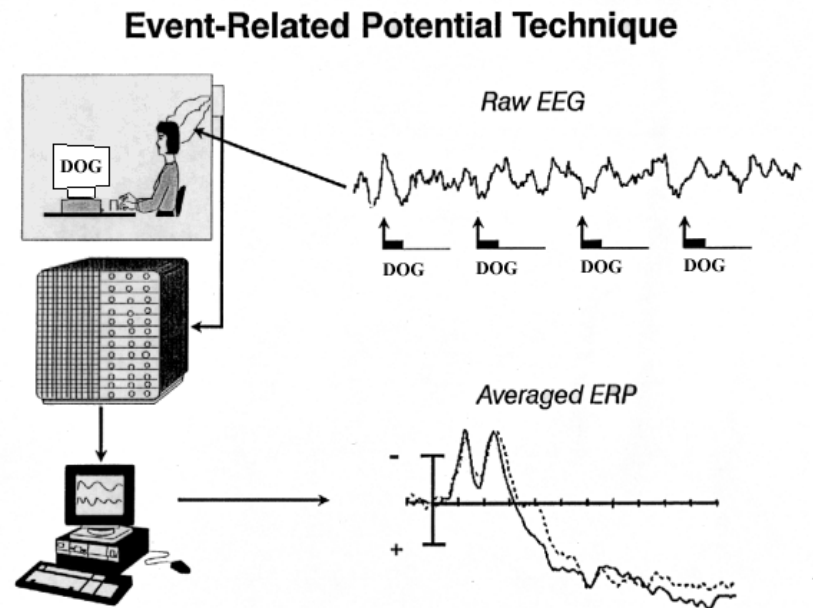 Event-Related Potential Technique
Raw EEG
DOG
DOG
DOG
DOG
DOG
Averaged ERP
-
+